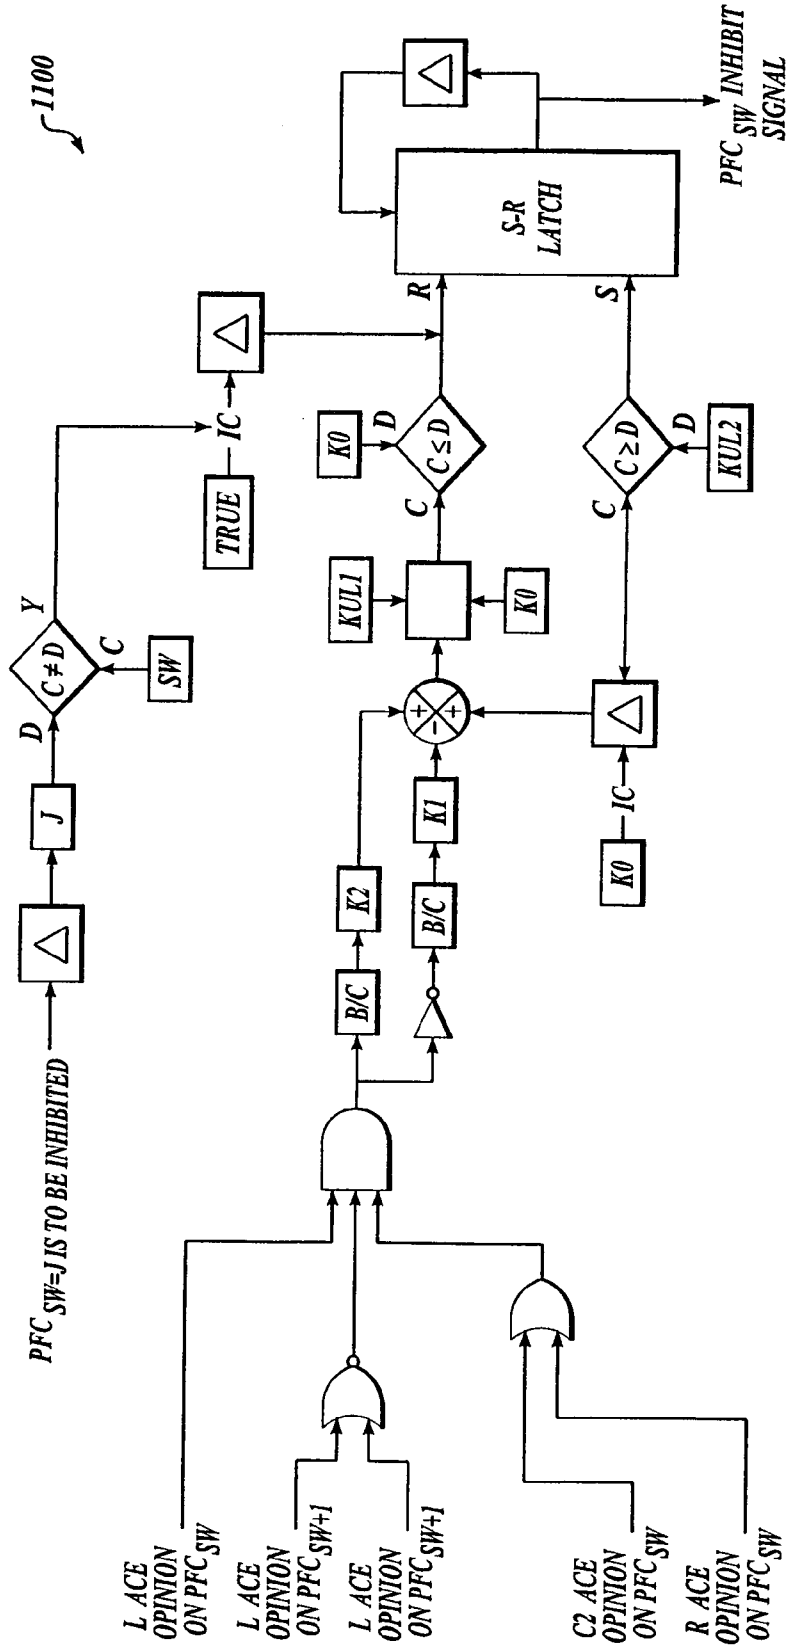 1100
PFC SW=J IS TO BE INHIBITED
△
J
D
C ≠ D
Y
C
SW
TRUE
IC
△
L ACE
OPINION
ON PFC SW
L ACE
OPINION
ON PFC SW+1
L ACE
OPINION
ON PFC SW+1
C2 ACE
OPINION
ON PFC SW
R ACE
OPINION
ON PFC SW
B/C
K2
B/C
K1
+
-
+
KUL1
K0
C
C ≤ D
K0
D
R
K0
IC
△
C
C ≥ D
D
KUL2
S
S-R
LATCH
△
PFC SW INHIBIT
SIGNAL